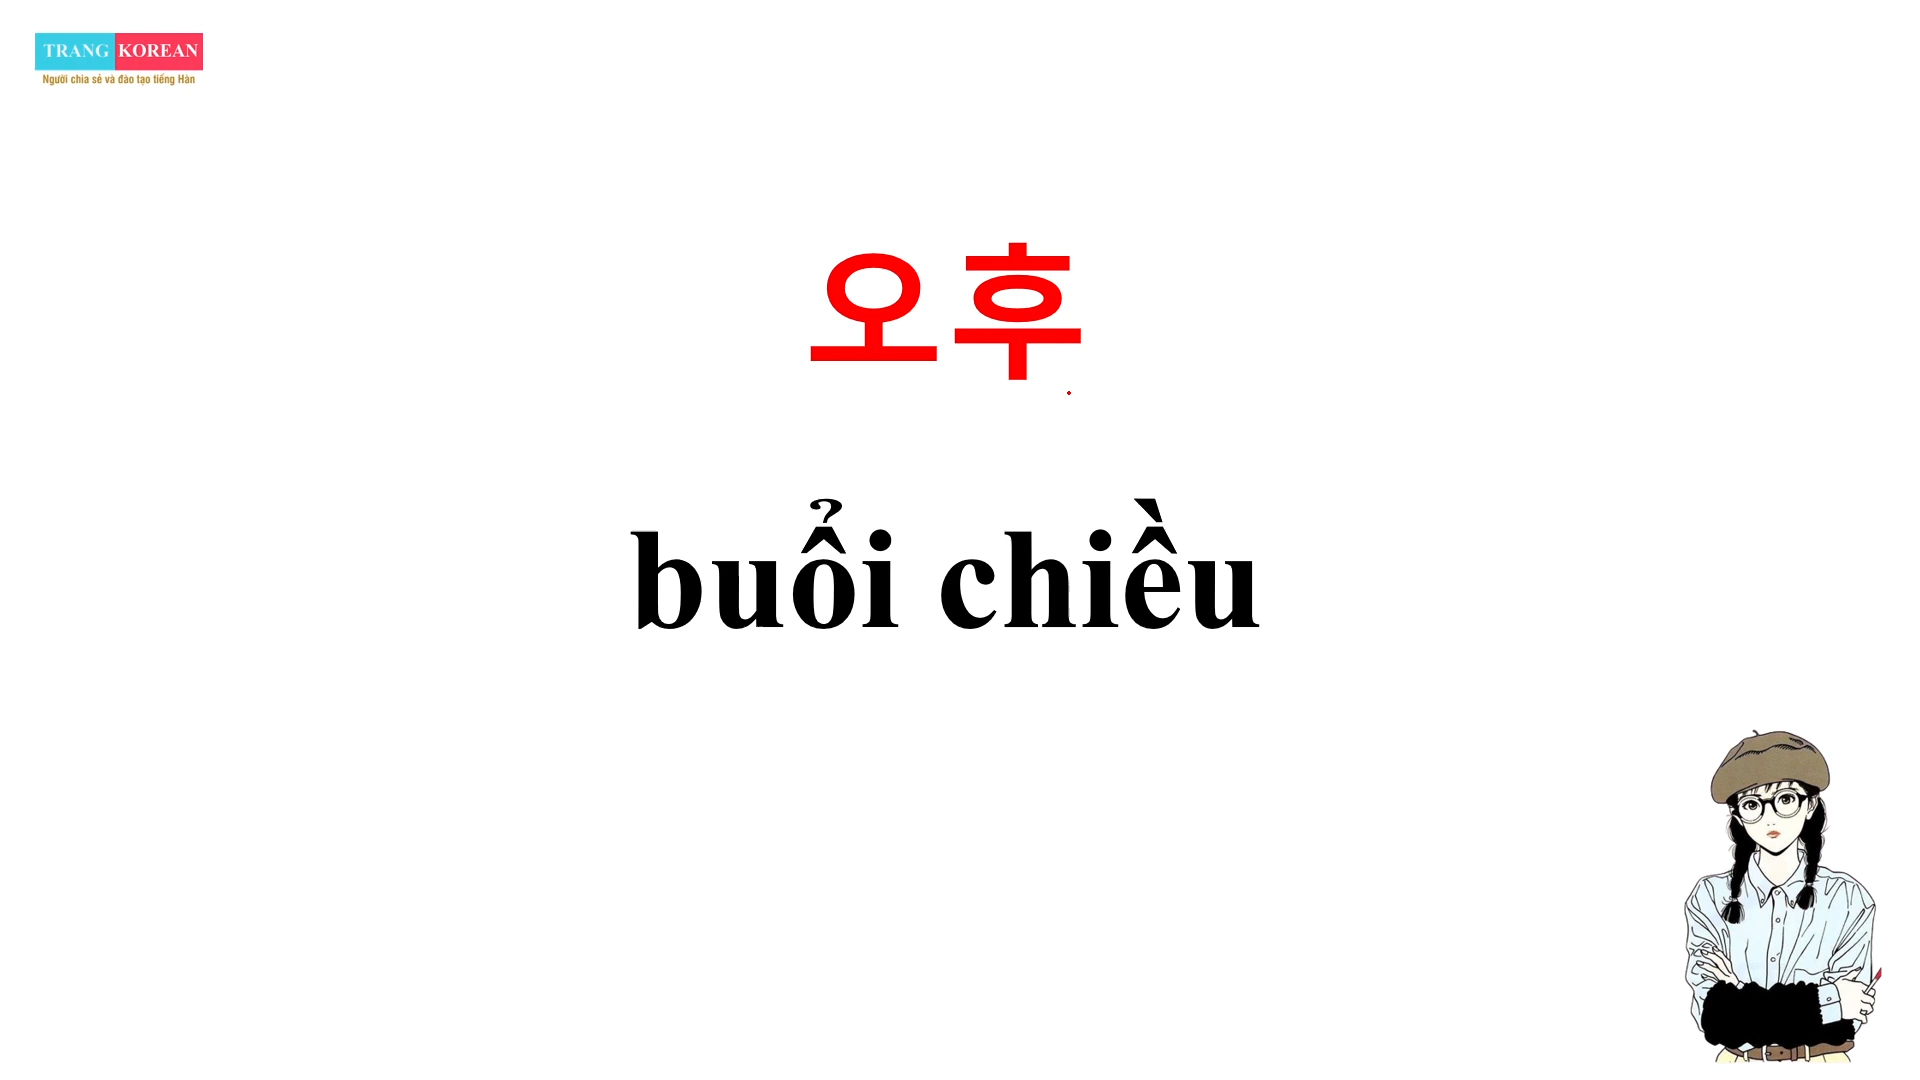 TRANG KOREAN
Người chia sẻ và đào tạo tiếng Hàn
오후
buổi chiều